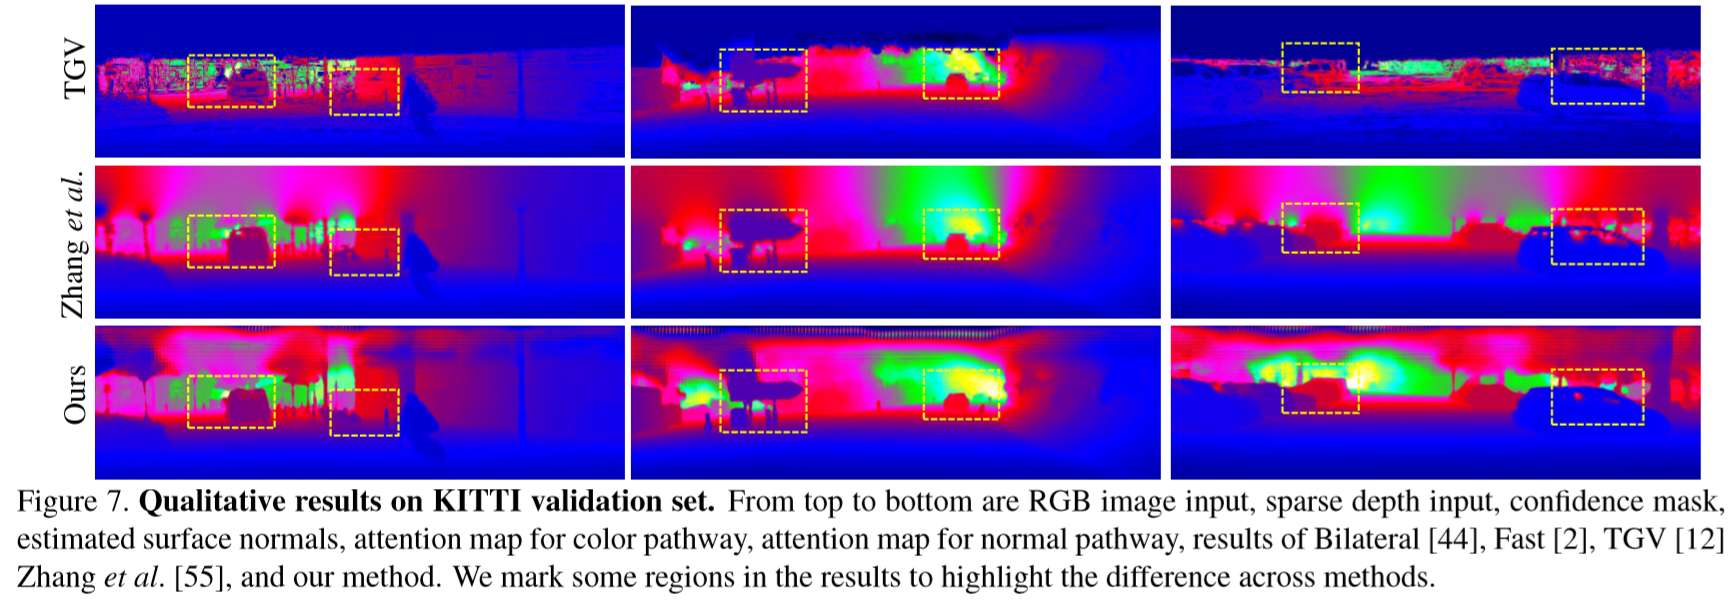 TGV
Zhang et al.
Ours
Figure 7. Qualitative results on KITTI validation set. From top to bottom are RGB image input, sparse depth input, confidence mask,
estimated surface normals, attention map for color pathway, attention map for normal pathway, results of Bilateral [44], Fast [2], TGV [12]
Zhang et al. [55], and our method. We mark some regions in the results to highlight the difference across methods.